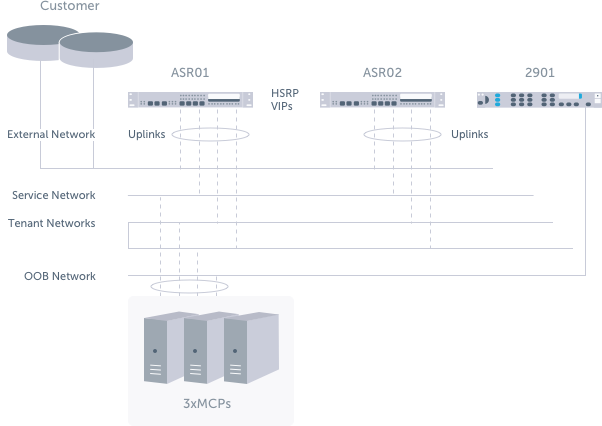 Customer
ASR01
ASR02
2901
HSRP
VIPs
External Network
Uplinks
Uplinks
Service Network
Tenant Networks
OOB Network
3xMCPs